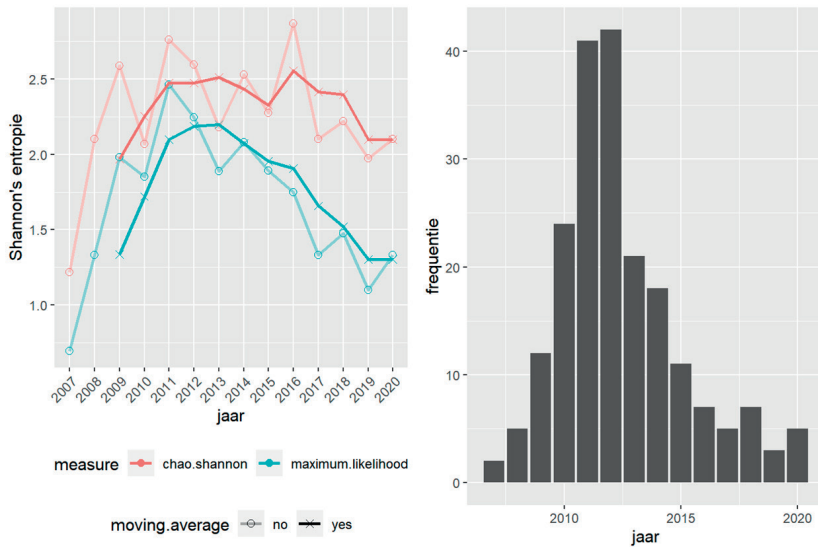 Shannon's entropie
2.5
2.0
1.5
1.0
2007 2008 2009 2010 2011 2012 2013 2014 2015 2016 2017 2018 2019 2020
jaar
measure chao.shannon maximum.likelihood
moving.average no yes
frequentie
40
30
20
10
0
2010 2015 2020
jaar